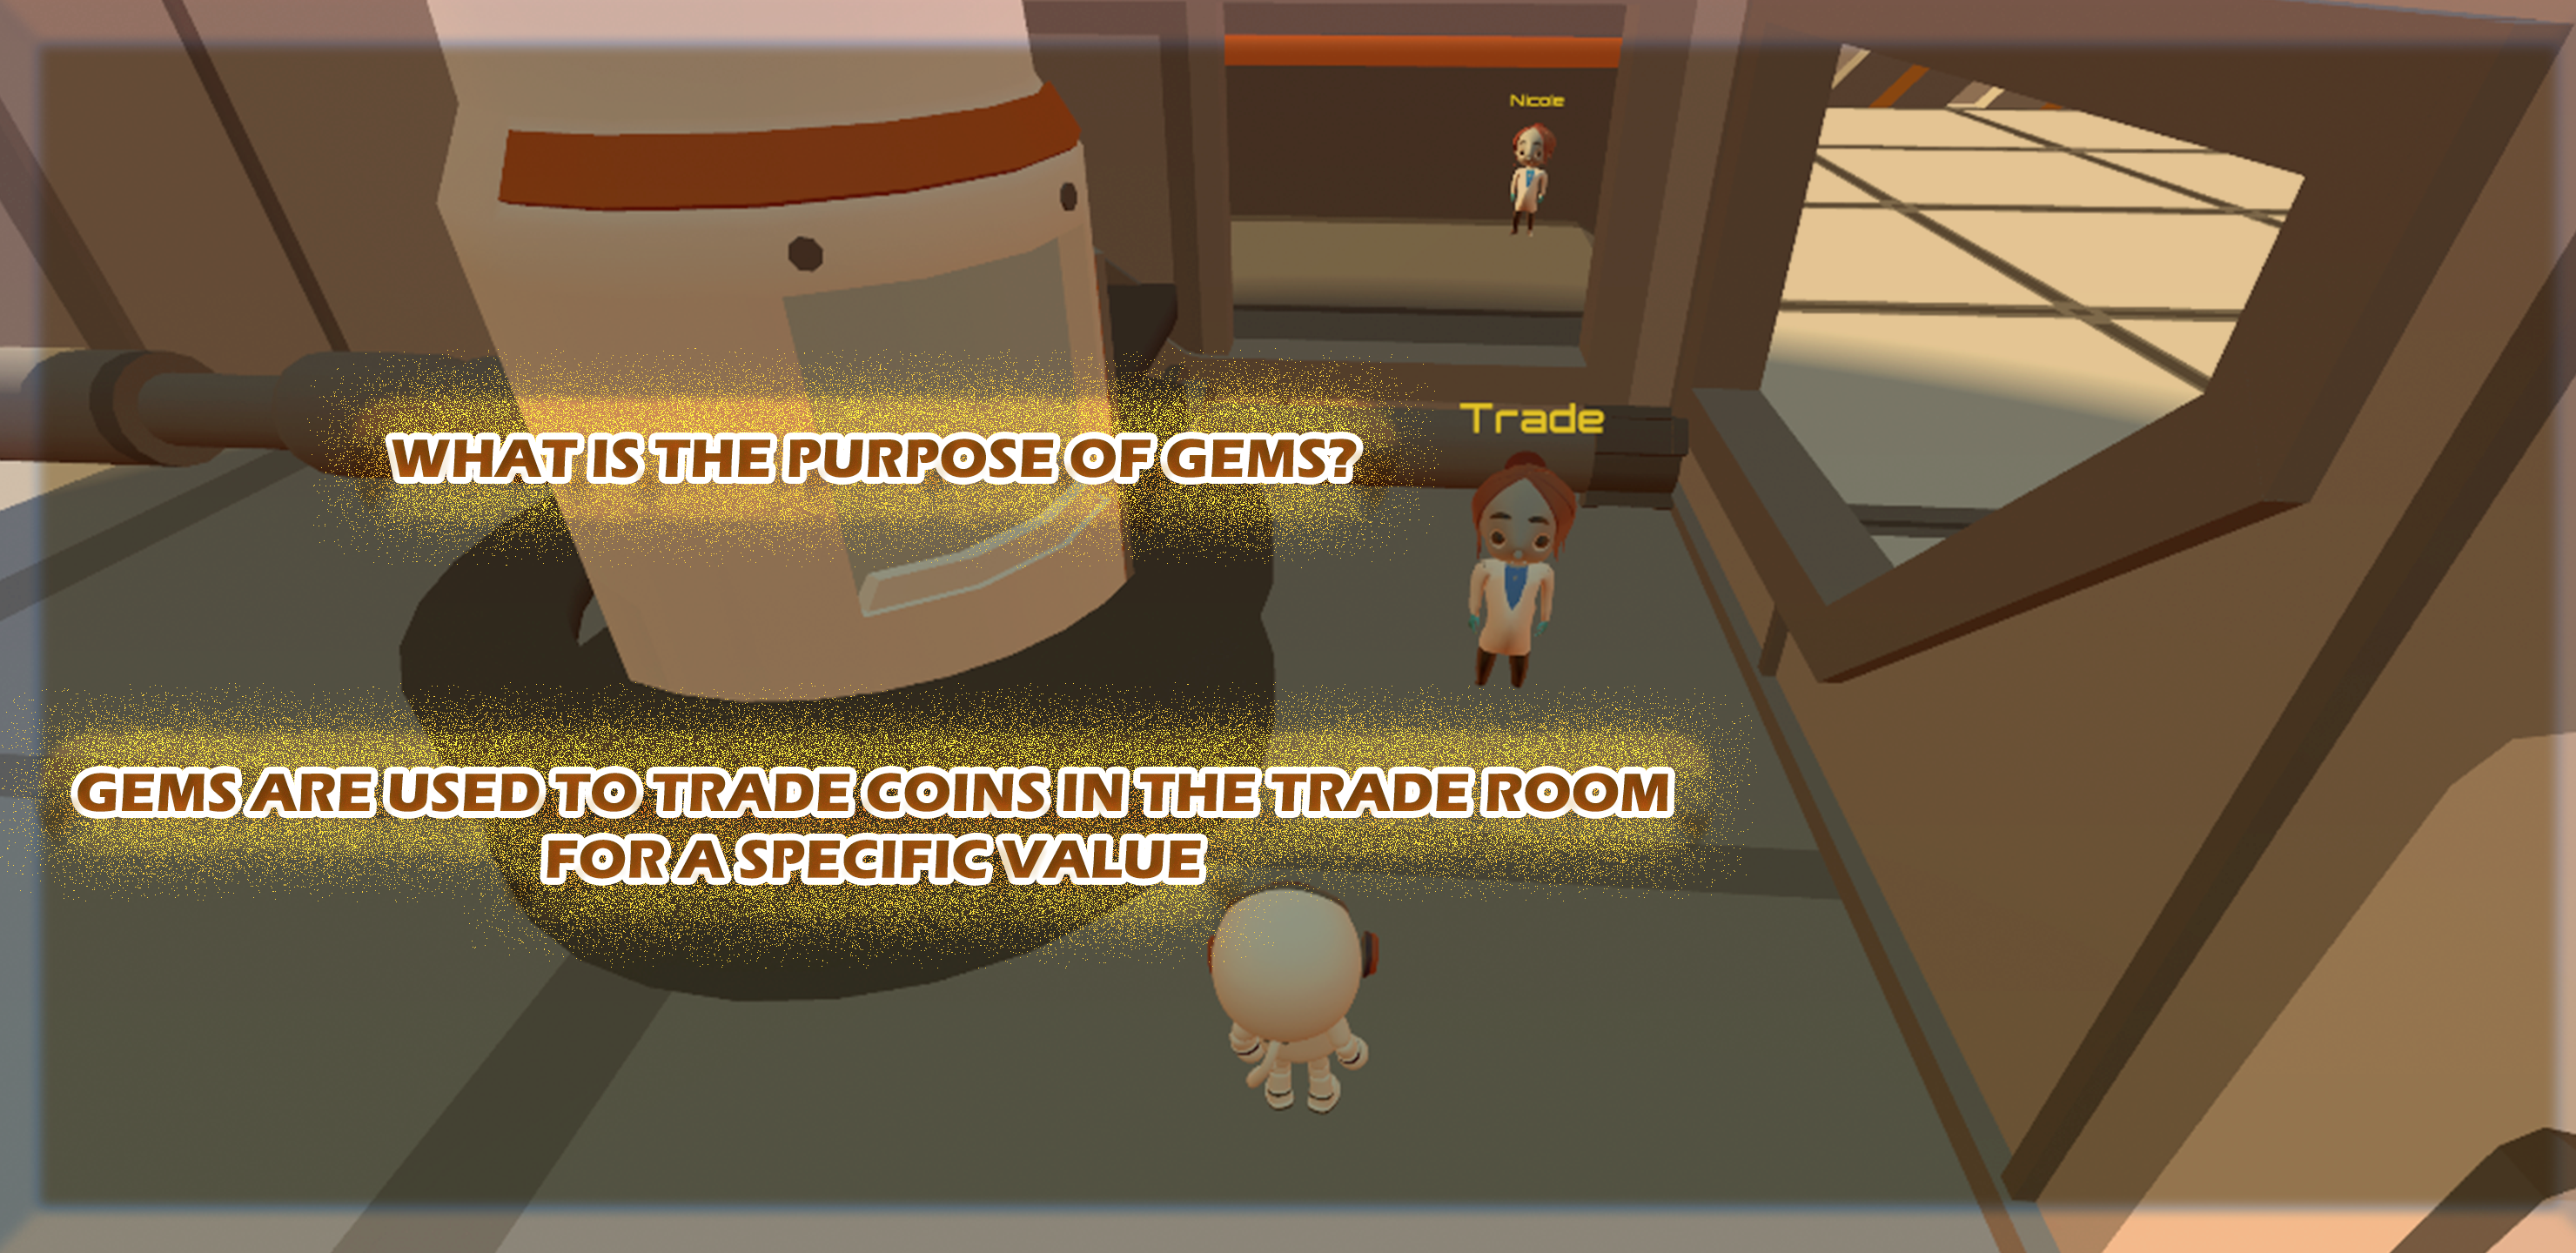 Nicole
Trade
WHAT IS THE PURPOSE OF GEMS?
GEMS ARE USED TO TRADE COINS IN THE TRADE ROOM
FOR A SPECIFIC VALUE